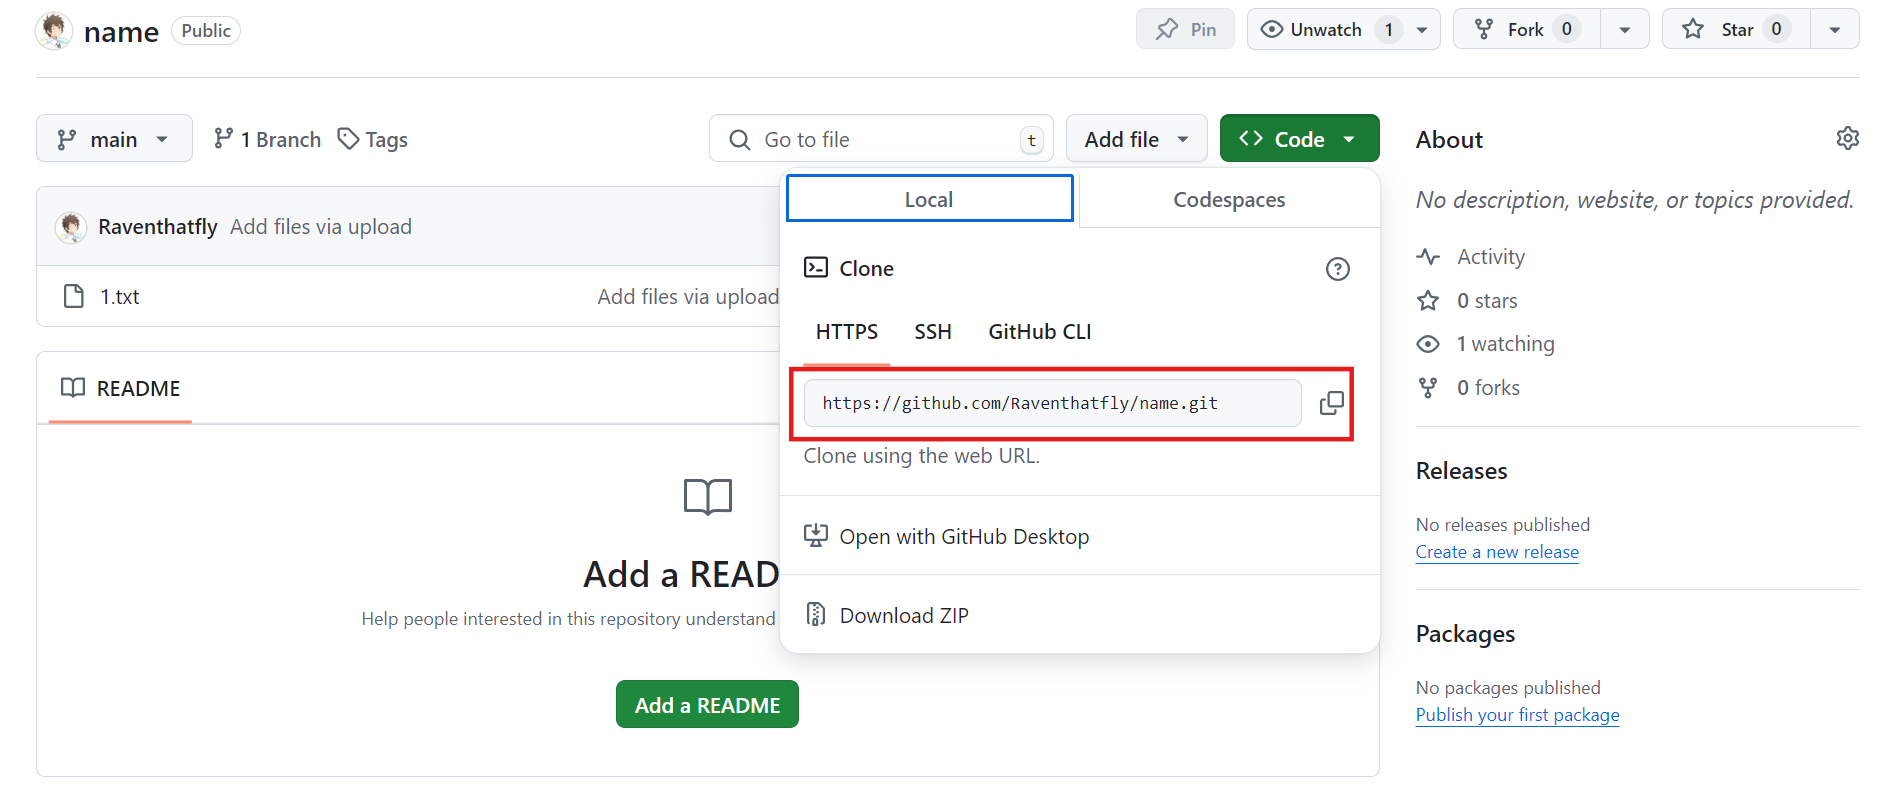 name Public Pin Unwatch 1 Fork 0 Star 0
main 1 Branch Tags Go to file t Add file Code
Raventhatfly Add files via upload
1.txt Add files via upload
README
Add a READ
Help people interested in this repository understand
Add a README
Local Codespaces
Clone
HTTPS SSH GitHub CLI
https://github.com/Raventhatfly/name.git
Clone using the web URL.
Open with GitHub Desktop
Download ZIP
About
No description, website, or topics provided.
Activity
0 stars
1 watching
0 forks
Releases
No releases published
Create a new release
Packages
No packages published
Publish your first package